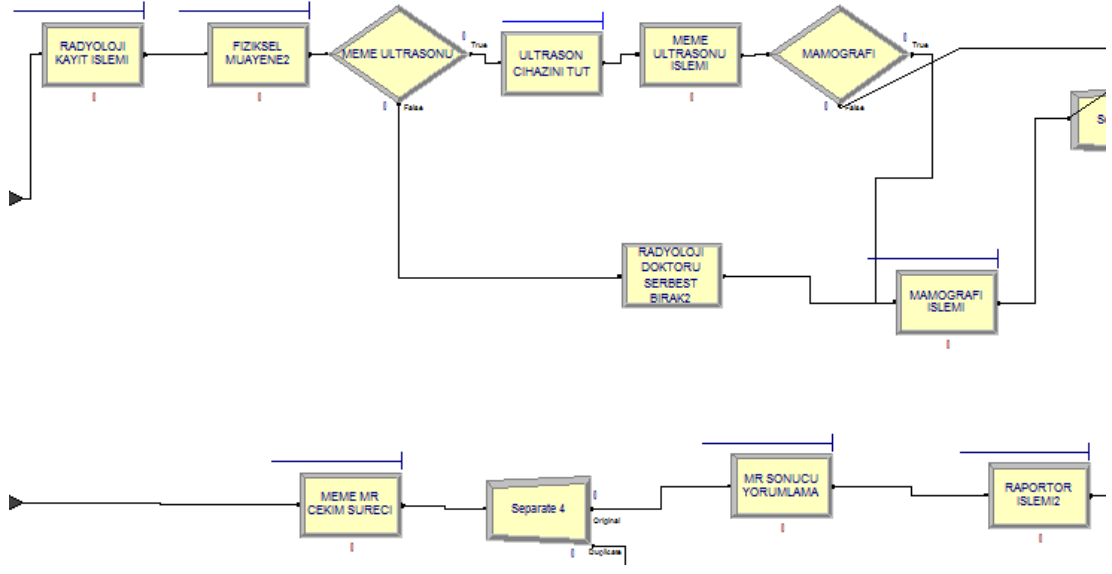 RADYOLOJI
KAYIT ISLEMI
FIZIKSEL
MUAYENE2
MEME ULTRASONU
True
False
ULTRASON
CIHAZINI TUT
MEME
ULTRASONU
ISLEMI
MAMOGRAFI
True
False
RADYOLOJI
DOKTORU
SERBEST
BIRAK2
MAMOGRAFI
ISLEMI
MEME MR
CEKIM SURECI
Separate 4
Original
Duplicate
MR SONUCU
YORUMLAMA
RAPORTOR
ISLEMI2